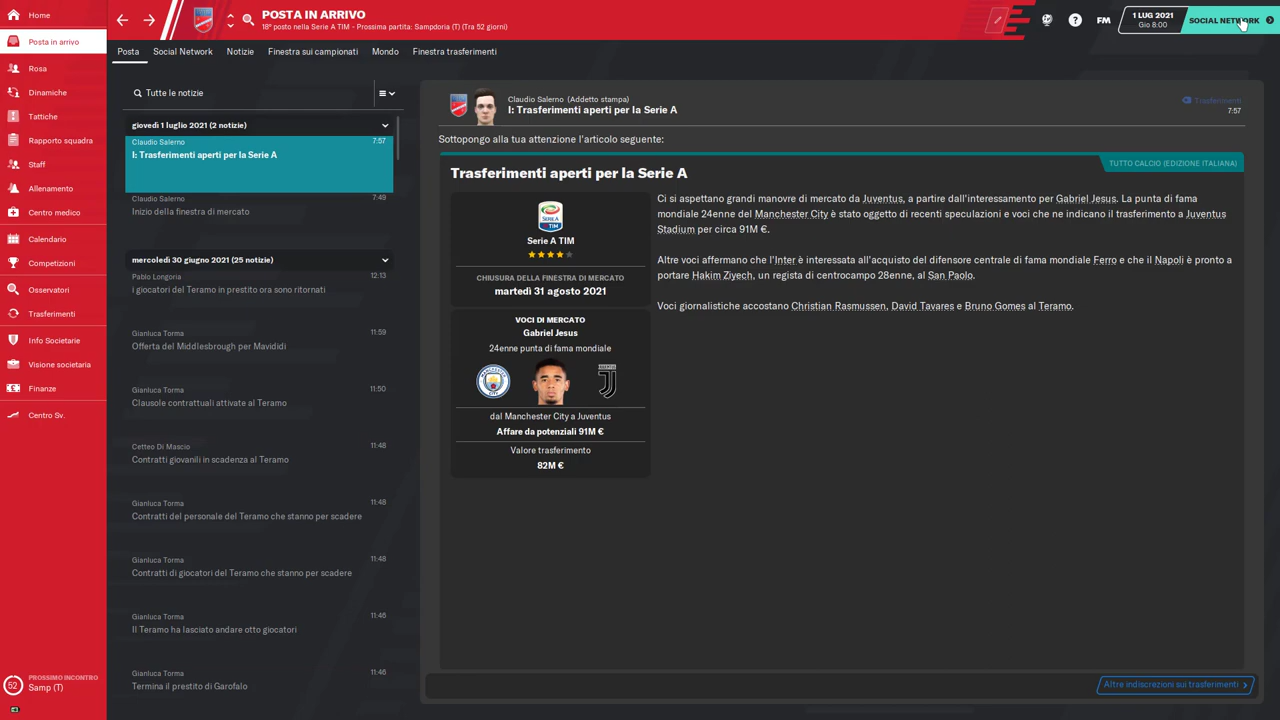 Home
Posta in arrivo
Rosa
Dinamiche
Tattiche
Rapporto squadra
Staff
Allenamento
Centro medico
Calendario
Competizioni
Osservatori
Trasferimenti
Info Societarie
Visione societaria
Finanze
Centro Sv.
52
PROSSIMO INCONTRO
Samp (T)
POSTA IN ARRIVO
18° posto nella Serie A TIM - Prossima partita: Sampdoria (T) (Tra 52 giorni)
?
FM
1 LUG 2021
Gio 8:00
SOCIAL NETWORK
Posta
Social Network
Notizie
Finestra sui campionati
Mondo
Finestra trasferimenti
Tutte le notizie
giovedì 1 luglio 2021 (2 notizie)
Claudio Salerno 7:57
I: Trasferimenti aperti per la Serie A
Claudio Salerno 7:49
Inizio della finestra di mercato
mercoledì 30 giugno 2021 (25 notizie)
Pablo Longoria 12:13
i giocatori del Teramo in prestito ora sono ritornati
Gianluca Torma 11:59
Offerta del Middlesbrough per Mavididi
Gianluca Torma 11:50
Clausole contrattuali attivate al Teramo
Cetteo Di Mascio 11:48
Contratti giovanili in scadenza al Teramo
Gianluca Torma 11:48
Contratti del personale del Teramo che stanno per scadere
Gianluca Torma 11:48
Contratti di giocatori del Teramo che stanno per scadere
Gianluca Torma 11:46
Il Teramo ha lasciato andare otto giocatori
Gianluca Torma 11:46
Termina il prestito di Garofalo
Claudio Salerno (Addetto stampa)
I: Trasferimenti aperti per la Serie A
Trasferimenti
7:57
Sottopongo alla tua attenzione l'articolo seguente:
TUTTO CALCIO (EDIZIONE ITALIANA)
Trasferimenti aperti per la Serie A
SERIE A
TIM
Serie A TIM
CHIUSURA DELLA FINESTRA DI MERCATO
martedì 31 agosto 2021
VOCI DI MERCATO
Gabriel Jesus
24enne punta di fama mondiale
JUVENTUS
dal Manchester City a Juventus
Affare da potenziali 91M €
Valore trasferimento
82M €
Ci si aspettano grandi manovre di mercato da Juventus, a partire dall'interessamento per Gabriel Jesus. La punta di fama
mondiale 24enne del Manchester City è stato oggetto di recenti speculazioni e voci che ne indicano il trasferimento a Juventus
Stadium per circa 91M €.
Altre voci affermano che l'Inter è interessata all'acquisto del difensore centrale di fama mondiale Ferro e che il Napoli è pronto a
portare Hakim Ziyech, un regista di centrocampo 28enne, al San Paolo.
Voci giornalistiche accostano Christian Rasmussen, David Tavares e Bruno Gomes al Teramo.
Altre indiscrezioni sui trasferimenti